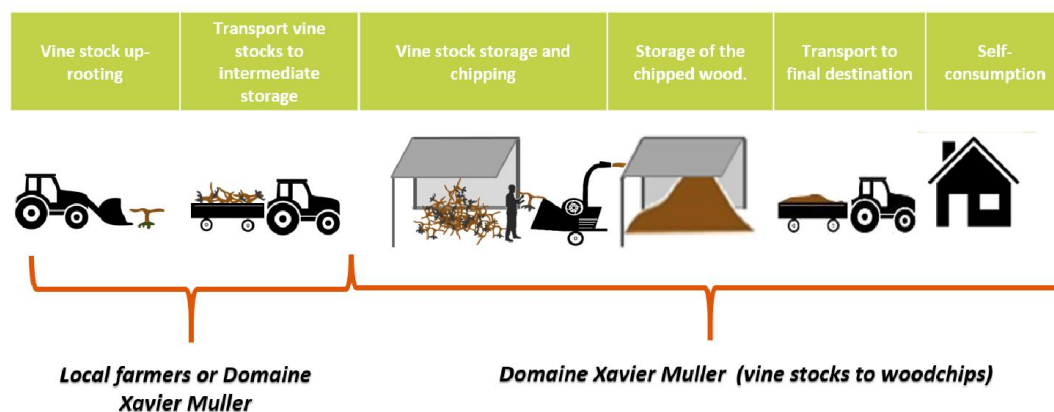 Vine stock up-
rooting
Transport vine
stocks to
intermediate
storage
Vine stock storage and
chipping
Storage of the
chipped wood.
Transport to
final destination
Self-
consumption
Local farmers or Domaine
Xavier Muller
Domaine Xavier Muller (vine stocks to woodchips)